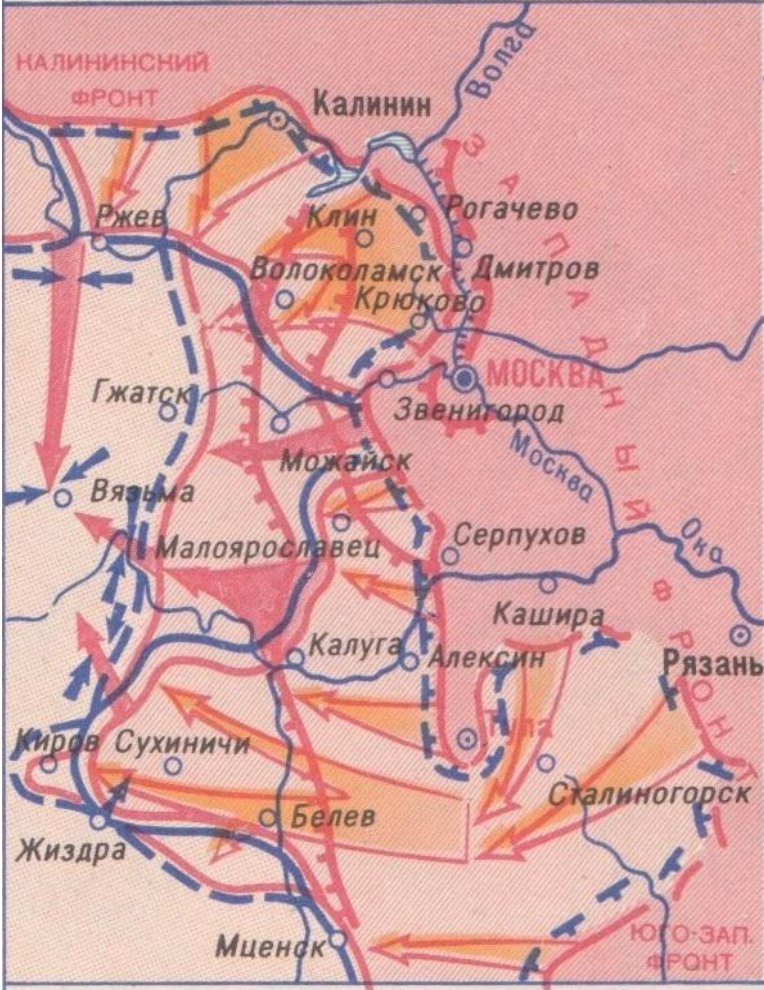 КАЛИНИНСКИЙ
ФРОНТ
Калинин
Волга
ЗАПАДНЫЙ ФРОНТ
Ржев
Клин
Рогачево
Волоколамск
Дмитров
Крюково
МОСКВА
Гжатск
Звенигород
Москва
Можайск
Вязьма
Малоярославец
Серпухов
Ока
Кашира
Калуга
Алексин
Рязань
Тула
Киров
Сухиничи
Сталиногорск
Белев
Жиздра
Мценск
ЮГО-ЗАП.
ФРОНТ